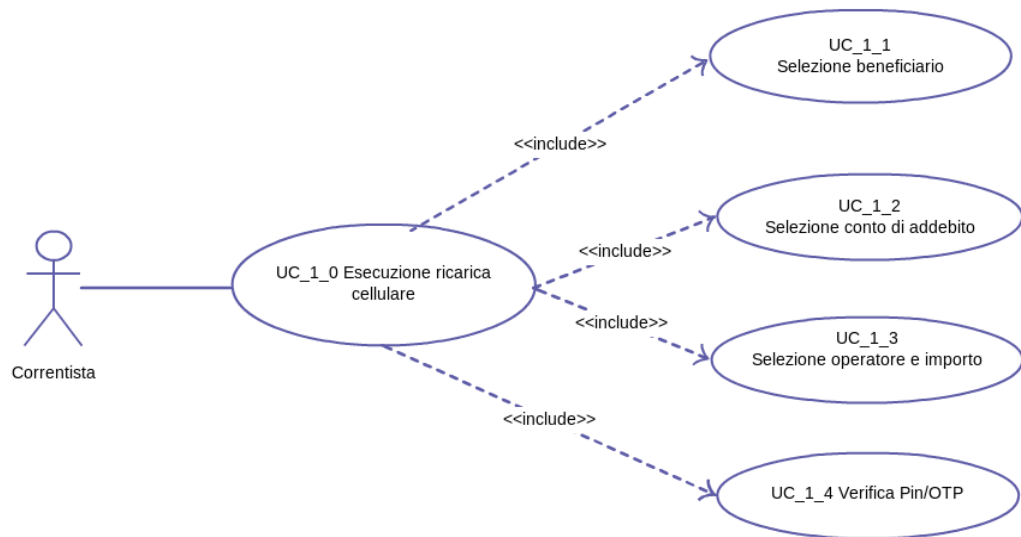 UC_1_1
Selezione beneficiario
<<include>>
UC_1_2
Selezione conto di addebito
<<include>>
UC_1_0 Esecuzione ricarica
cellulare
<<include>>
UC_1_3
Selezione operatore e importo
Correntista
<<include>>
UC_1_4 Verifica Pin/OTP